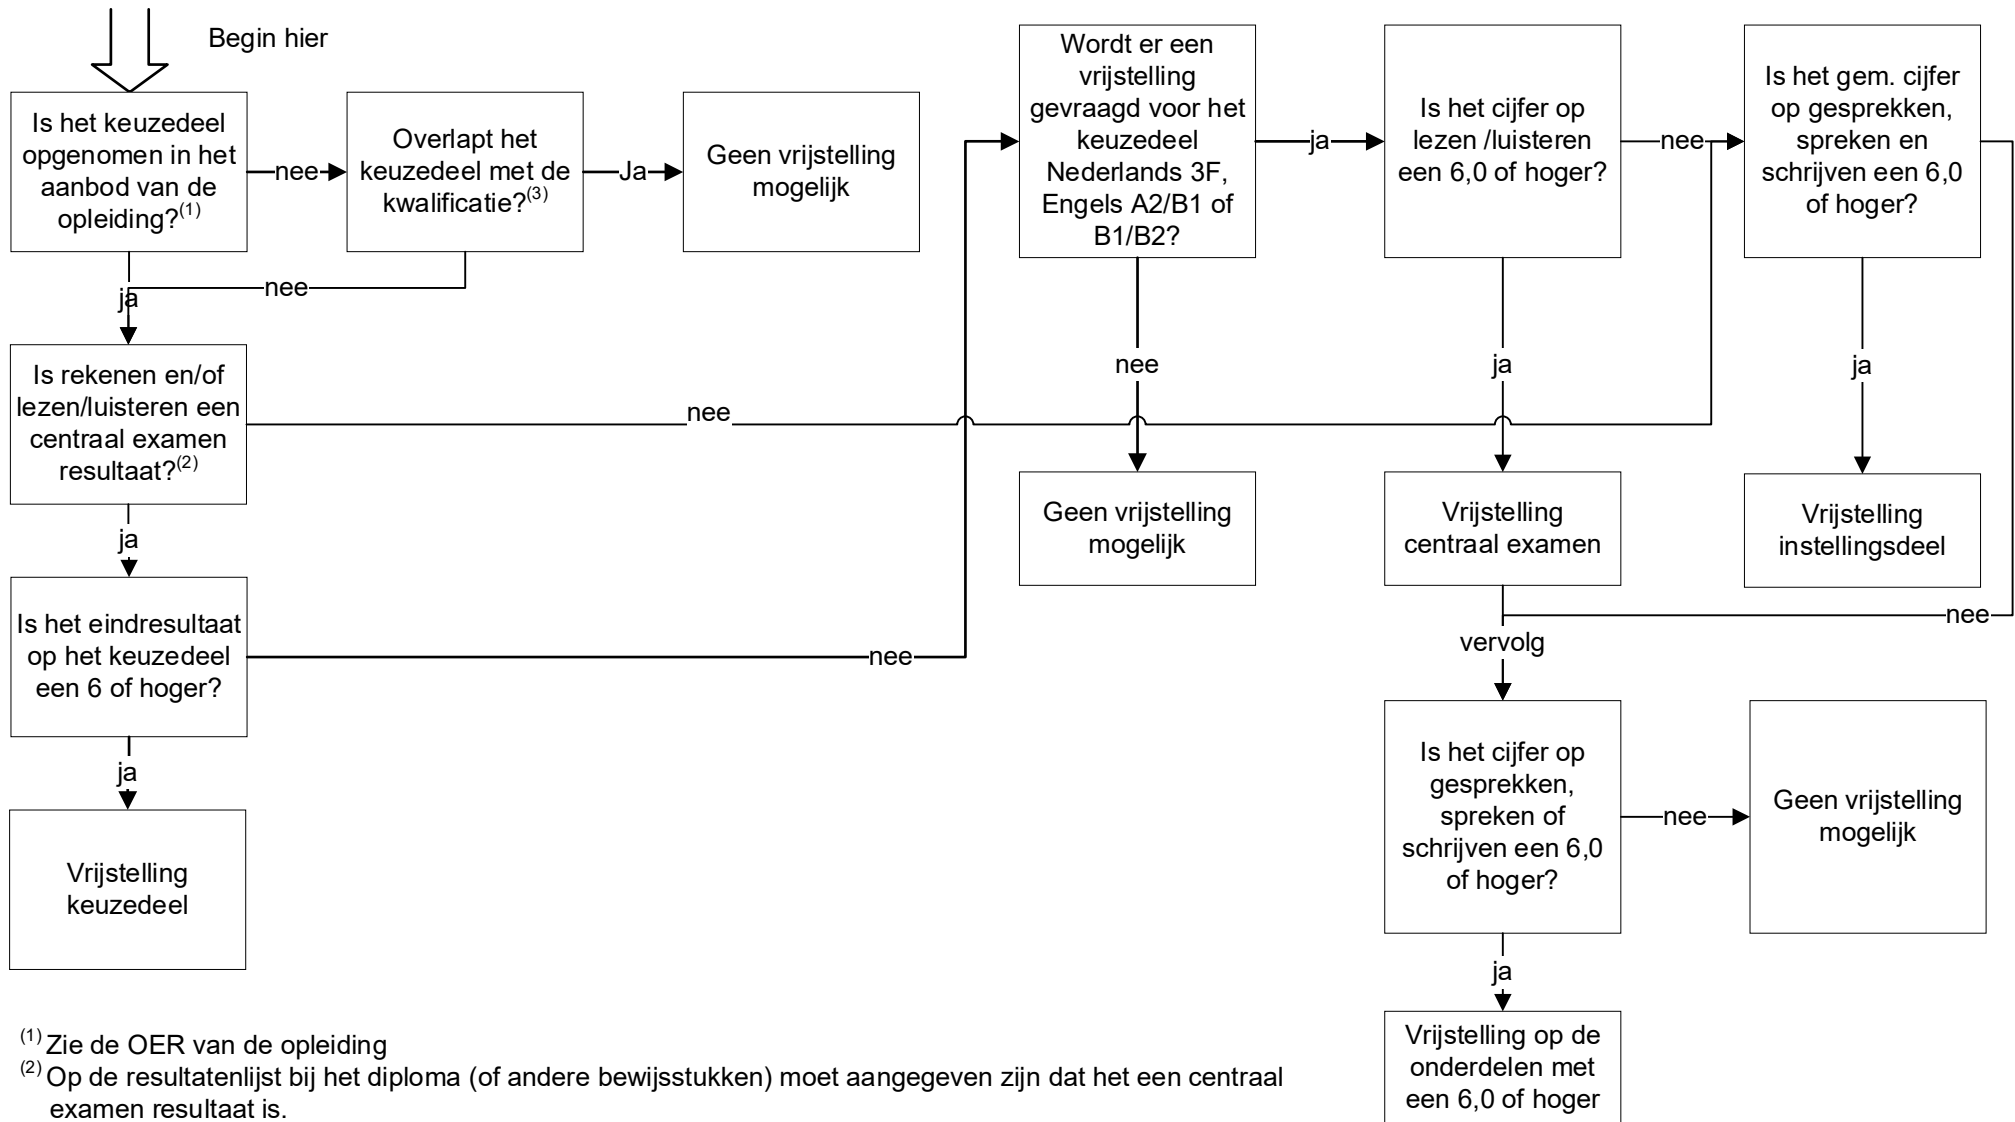 Begin hier
Is het keuzedeel
opgenomen in het
aanbod van de
opleiding?(1)
nee
Overlapt het
keuzedeel met de
kwalificatie?(3)
Ja
Geen vrijstelling
mogelijk
ja
nee
Is rekenen en/of
lezen/luisteren een
centraal examen
resultaat?(2)
nee
ja
Is het eindresultaat
op het keuzedeel
een 6 of hoger?
nee
ja
Vrijstelling
keuzedeel
Wordt er een
vrijstelling
gevraagd voor het
keuzedeel
Nederlands 3F,
Engels A2/B1 of
B1/B2?
ja
nee
Geen vrijstelling
mogelijk
Is het cijfer op
lezen /luisteren
een 6,0 of hoger?
nee
ja
Vrijstelling
centraal examen
Is het gem. cijfer
op gesprekken,
spreken en
schrijven een 6,0
of hoger?
ja
Vrijstelling
instellingsdeel
nee
vervolg
Is het cijfer op
gesprekken,
spreken of
schrijven een 6,0
of hoger?
nee
Geen vrijstelling
mogelijk
ja
Vrijstelling op de
onderdelen met
een 6,0 of hoger
(1) Zie de OER van de opleiding
(2) Op de resultatenlijst bij het diploma (of andere bewijsstukken) moet aangegeven zijn dat het een centraal
examen resultaat is.